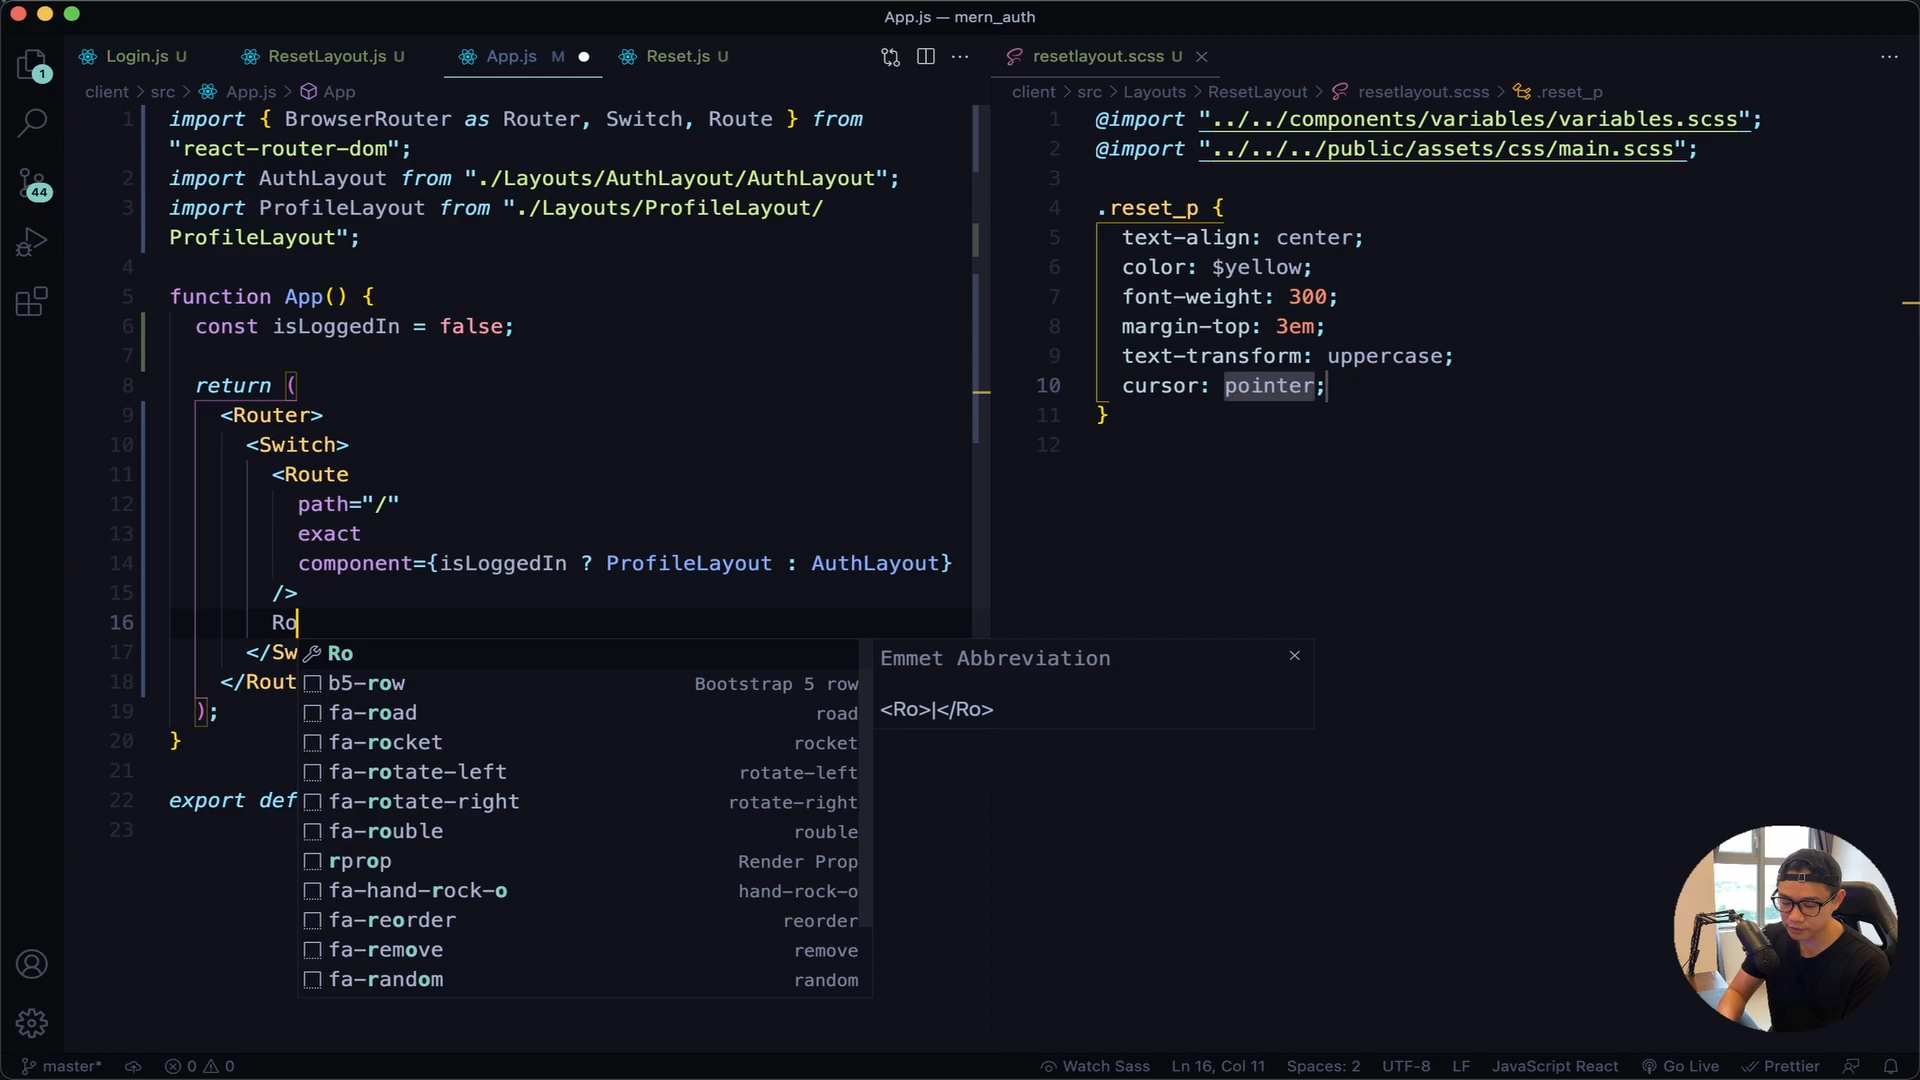 App.js — mern_auth
Login.js U
ResetLayout.js U
App.js M
Reset.js U
resetlayout.scss U
client > src > App.js > App
client > src > Layouts > ResetLayout > resetlayout.scss > .reset_p
1
44
1 import { BrowserRouter as Router, Switch, Route } from
"react-router-dom";
2 import AuthLayout from "./Layouts/AuthLayout/AuthLayout";
3 import ProfileLayout from "./Layouts/ProfileLayout/
ProfileLayout";
4
5 function App() {
6 const isLoggedIn = false;
7
8 return (
9 <Router>
10 <Switch>
11 <Route
12 path="/"
13 exact
14 component={isLoggedIn ? ProfileLayout : AuthLayout}
15 />
16 Ro
17 </Sw
18 </Rout
19 );
20 }
21
22 export def
23
Ro
b5-row Bootstrap 5 row
fa-road road
fa-rocket rocket
fa-rotate-left rotate-left
fa-rotate-right rotate-right
fa-rouble rouble
rprop Render Prop
fa-hand-rock-o hand-rock-o
fa-reorder reorder
fa-remove remove
fa-random random
Emmet Abbreviation
<Ro>|</Ro>
1 @import "../../components/variables/variables.scss";
2 @import "../../../public/assets/css/main.scss";
3
4 .reset_p {
5 text-align: center;
6 color: $yellow;
7 font-weight: 300;
8 margin-top: 3em;
9 text-transform: uppercase;
10 cursor: pointer;
11 }
12
master* 0 0 Watch Sass Ln 16, Col 11 Spaces: 2 UTF-8 LF JavaScript React Go Live Prettier